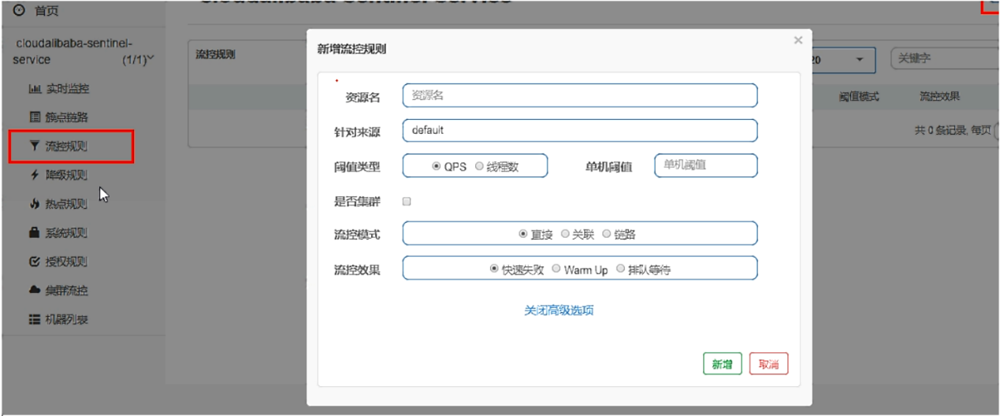 首页
cloudalibaba-sentinel-
service (1/1)
实时监控
簇点链路
流控规则
降级规则
热点规则
系统规则
授权规则
集群流控
机器列表
流控规则
20
关键字
阈值模式 流控效果
共 0 条记录, 每页
新增流控规则 ×
资源名 资源名
针对来源 default
阈值类型 QPS 线程数 单机阈值 单机阈值
是否集群
流控模式 直接 关联 链路
流控效果 快速失败 Warm Up 排队等待
关闭高级选项
新增 取消